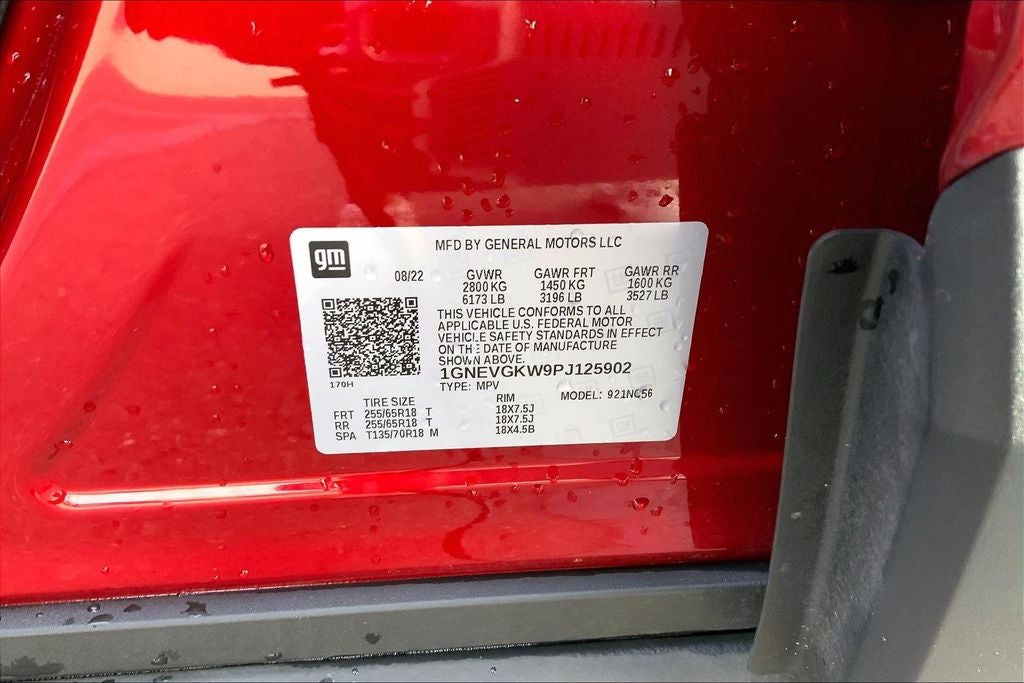 gm
MFD BY GENERAL MOTORS LLC
08/22 GVWR GAWR FRT GAWR RR
2800 KG 1450 KG 1600 KG
6173 LB 3196 LB 3527 LB
THIS VEHICLE CONFORMS TO ALL
APPLICABLE U.S. FEDERAL MOTOR
VEHICLE SAFETY STANDARDS IN EFFECT
ON THE DATE OF MANUFACTURE
SHOWN ABOVE.
1GNEVGKW9PJ125902
170H
TYPE: MPV MODEL: 921NC56
TIRE SIZE RIM
FRT 255/65R18 T 18X7.5J
RR 255/65R18 T 18X7.5J
SPA T135/70R18 M 18X4.5B